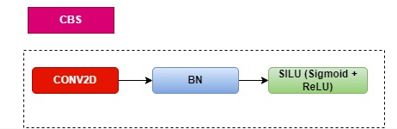 CBS
CONV2D
BN
SILU (Sigmoid +
ReLU)